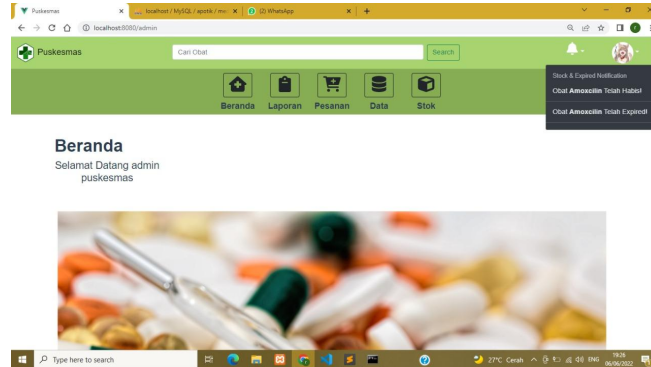 Puskesmas
localhost / MySQL / apotik / mo
(2) WhatsApp
localhost:8080/admin
Puskesmas
Cari Obat
Search
Beranda
Laporan
Pesanan
Data
Stok
Stock & Expired Notification
Obat Amoxcilin Telah Habis!
Obat Amoxcilin Telah Expired!
Beranda
Selamat Datang admin
puskesmas
Type here to search
27°C Cerah
ENG
19:26
06/06/2022